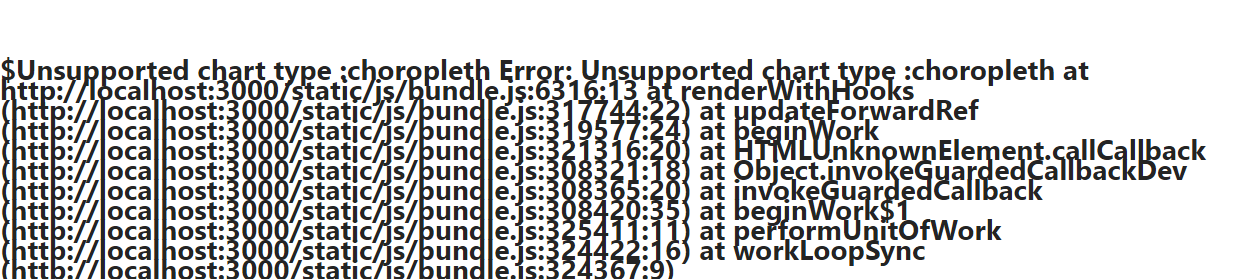 $Unsupported chart type :choropleth Error: Unsupported chart type :choropleth at
http://localhost:3000/static/js/bundle.js:6316:13 at renderWithHooks
(http://localhost:3000/static/js/bundle.js:317744:22) at updateForwardRef
(http://localhost:3000/static/js/bundle.js:319577:24) at beginWork
(http://localhost:3000/static/js/bundle.js:321316:20) at HTMLUnknownElement.callCallback
(http://localhost:3000/static/js/bundle.js:308321:18) at Object.invokeGuardedCallbackDev
(http://localhost:3000/static/js/bundle.js:308365:20) at invokeGuardedCallback
(http://localhost:3000/static/js/bundle.js:308420:35) at beginWork$1
(http://localhost:3000/static/js/bundle.js:325411:11) at performUnitOfWork
(http://localhost:3000/static/js/bundle.js:324422:16) at workLoopSync
(http://localhost:3000/static/js/bundle.js:324367:9)